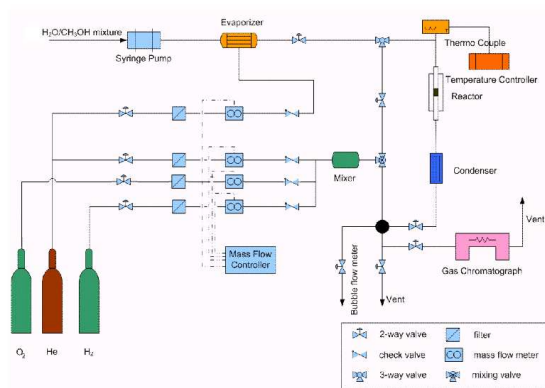 H₂O/CH₃OH mixture
Syringe Pump
Evaporizer
Thermo Couple
Temperature Controller
Reactor
Condenser
Mixer
Mass Flow
Controller
Bubble flow meter
Vent
Vent
Gas Chromatograph
O₂
He
H₂
2-way valve
filter
check valve
mass flow meter
3-way valve
mixing valve